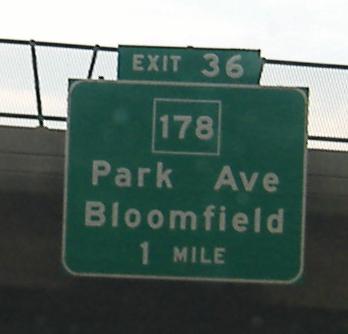 EXIT 36
178
Park Ave
Bloomfield
1 MILE